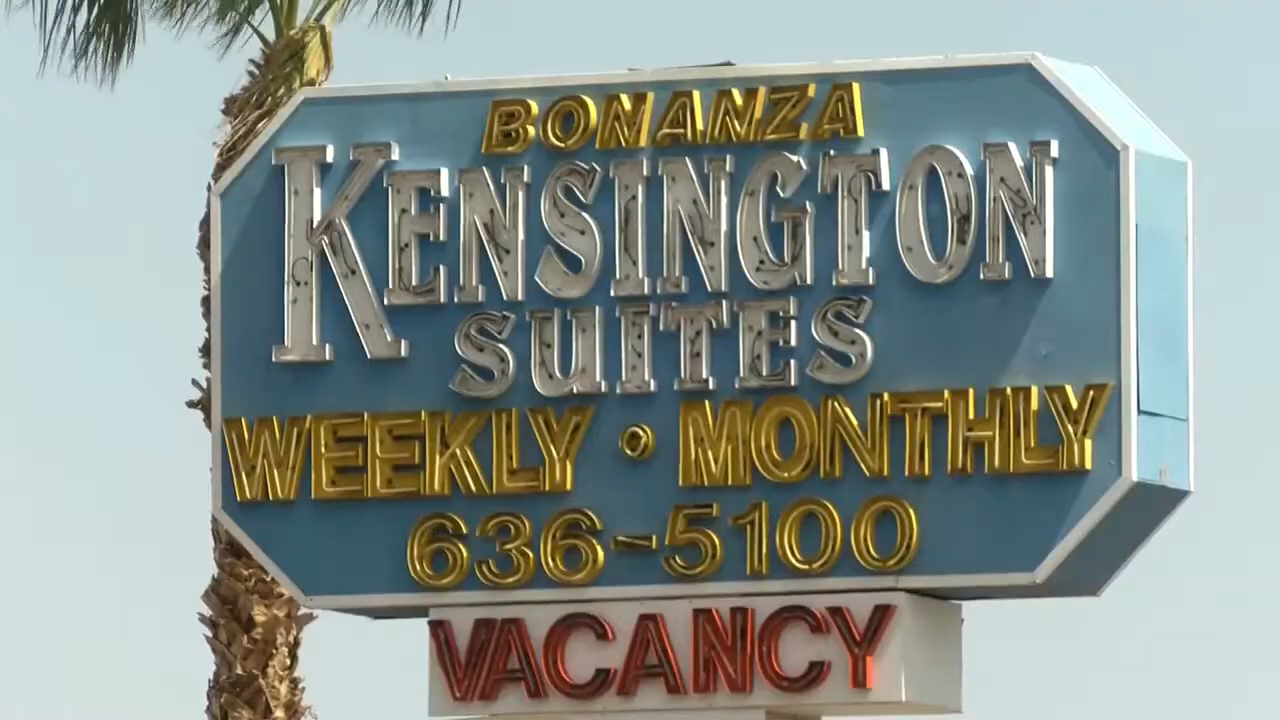 BONANZA
KENSINGTON
SUITES
WEEKLY • MONTHLY
636-5100
VACANCY